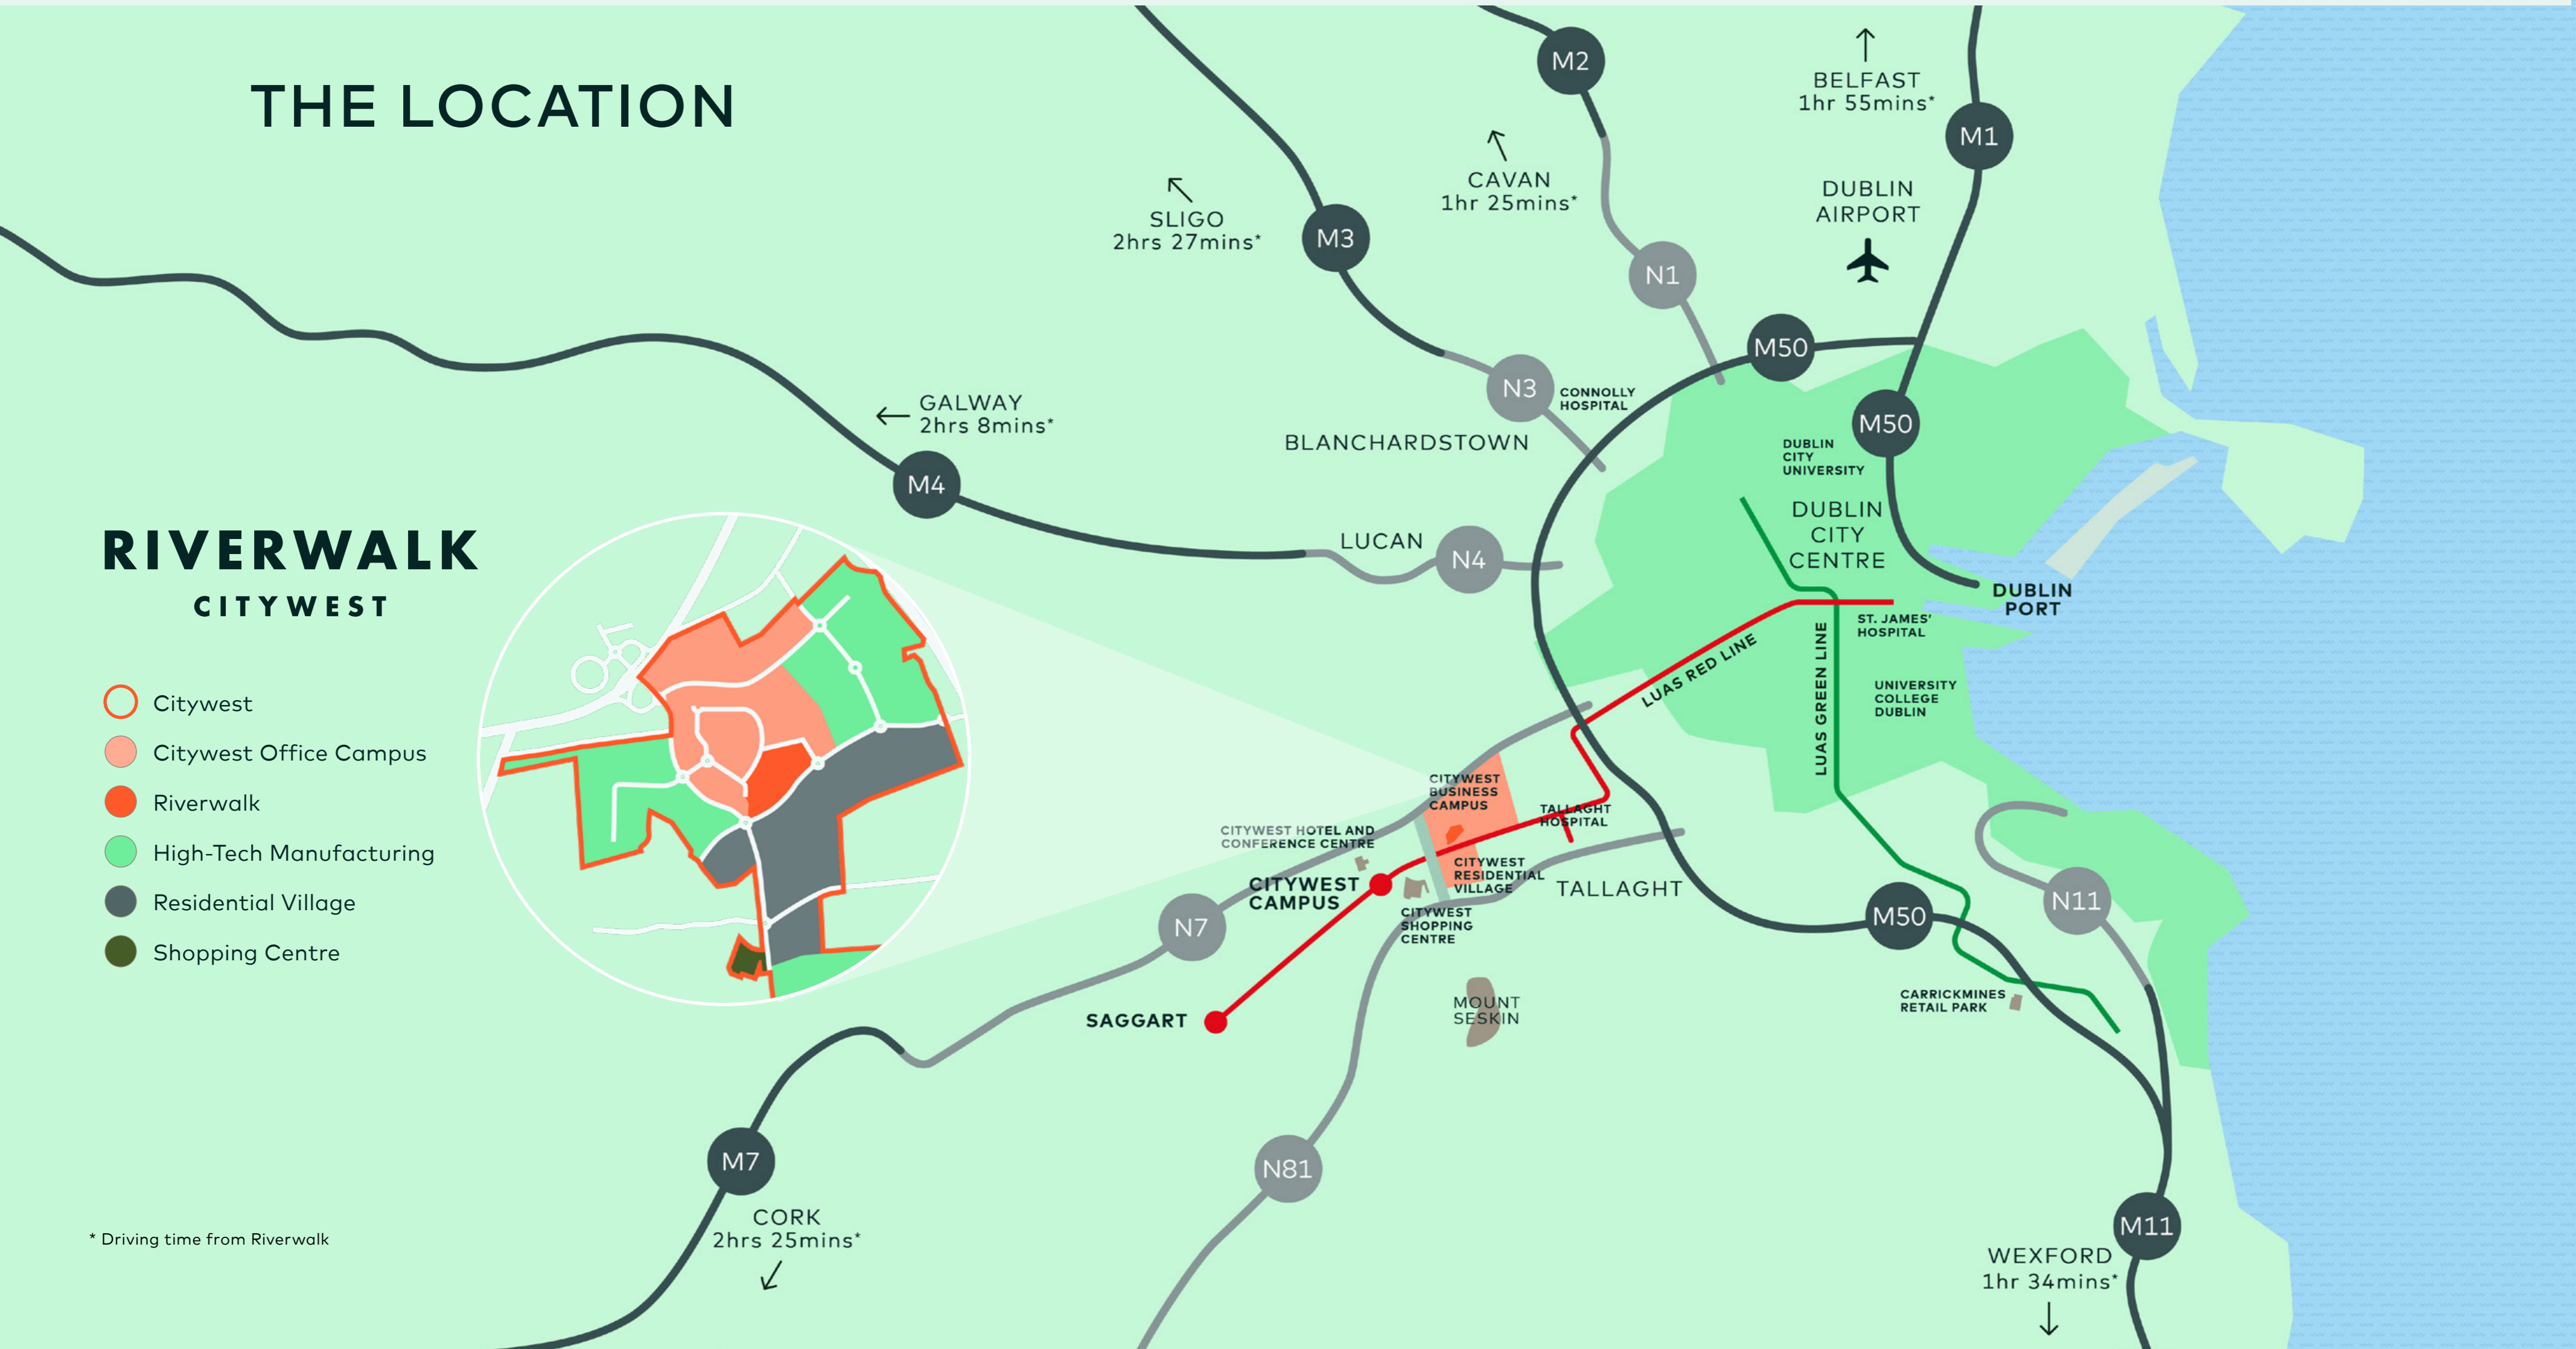 THE LOCATION
M2
BELFAST
1hr 55mins*
M1
CAVAN
1hr 25mins*
DUBLIN
AIRPORT
SLIGO
2hrs 27mins*
M3
N1
M50
N3
CONNOLLY
HOSPITAL
GALWAY
2hrs 8mins*
BLANCHARDSTOWN
M50
DUBLIN
CITY
UNIVERSITY
M4
DUBLIN
CITY
CENTRE
LUCAN
N4
RIVERWALK
CITYWEST
DUBLIN
PORT
ST. JAMES'
HOSPITAL
LUAS RED LINE
LUAS GREEN LINE
UNIVERSITY
COLLEGE
DUBLIN
Citywest
Citywest Office Campus
Riverwalk
High-Tech Manufacturing
Residential Village
Shopping Centre
CITYWEST
BUSINESS
CAMPUS
TALLAGHT
HOSPITAL
CITYWEST HOTEL AND
CONFERENCE CENTRE
CITYWEST
RESIDENTIAL
VILLAGE
CITYWEST
CAMPUS
TALLAGHT
CITYWEST
SHOPPING
CENTRE
N7
M50
N11
SAGGART
MOUNT
SESKIN
CARRICKMINES
RETAIL PARK
M7
N81
CORK
2hrs 25mins*
M11
WEXFORD
1hr 34mins*
* Driving time from Riverwalk